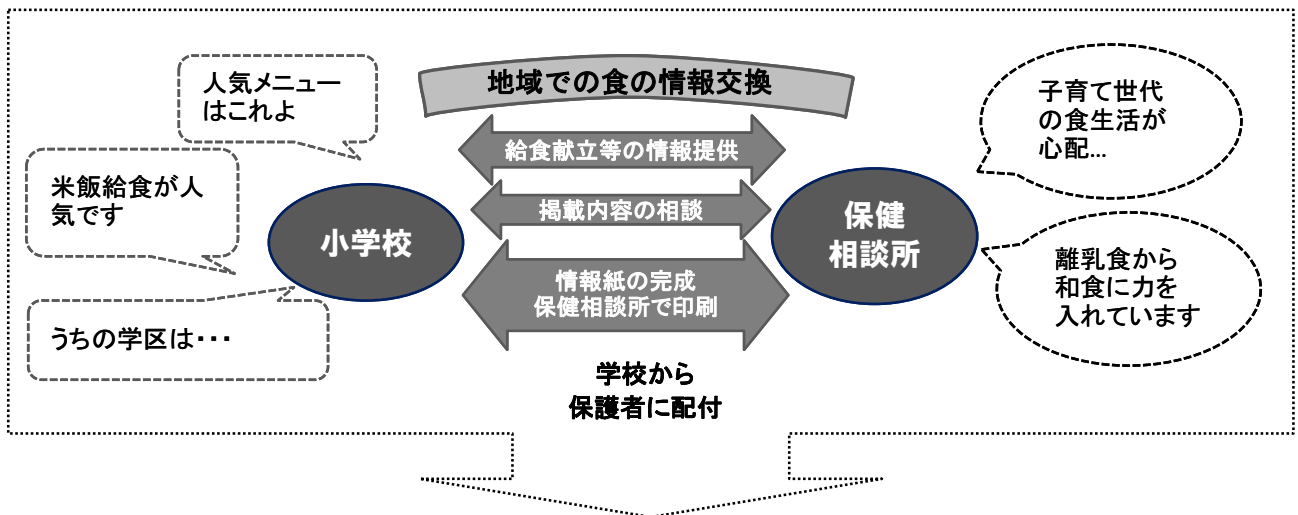 地域での食の情報交換
人気メニュー
はこれよ
米飯給食が人
気です
うちの学区は・・・
小学校
給食献立等の情報提供
掲載内容の相談
情報紙の完成
保健相談所で印刷
学校から
保護者に配付
保健
相談所
子育て世代
の食生活が
心配...
離乳食から
和食に力を
入れています